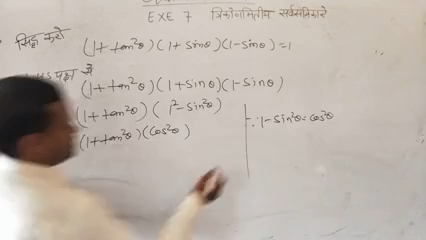 EXE 7 त्रिकोणमितीय सर्वसमिकाएं
सिद्ध करो
(1+tan²θ)(1+sinθ)(1-sinθ)=1
पक्ष से
(1+tan²θ)(1+sinθ)(1-sinθ)
(1+tan²θ)(1²-sin²θ)
(1+tan²θ)(cos²θ)
∵1-sin²θ=cos²θ